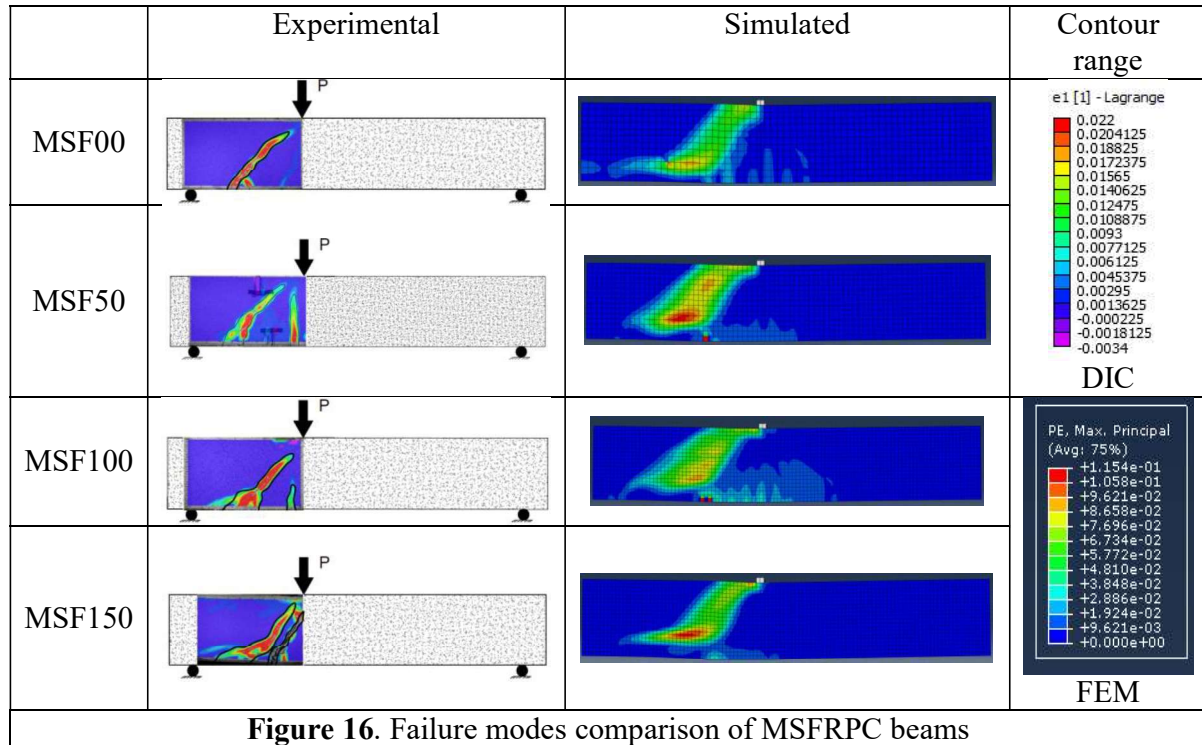 Experimental
Simulated
Contour
range
MSF00
P
e1 [1] - Lagrange
0.022
0.0204125
0.018825
0.0172375
0.01565
0.0140625
0.012475
0.0108875
0.0093
0.0077125
0.006125
0.0045375
0.00295
0.0013625
-0.000225
-0.0018125
-0.0034
DIC
MSF50
P
MSF100
P
PE, Max. Principal
(Avg: 75%)
+1.154e-01
+1.058e-01
+9.621e-02
+8.658e-02
+7.696e-02
+6.734e-02
+5.772e-02
+4.810e-02
+3.848e-02
+2.886e-02
+1.924e-02
+9.621e-03
+0.000e+00
FEM
MSF150
P
Figure 16. Failure modes comparison of MSFRPC beams